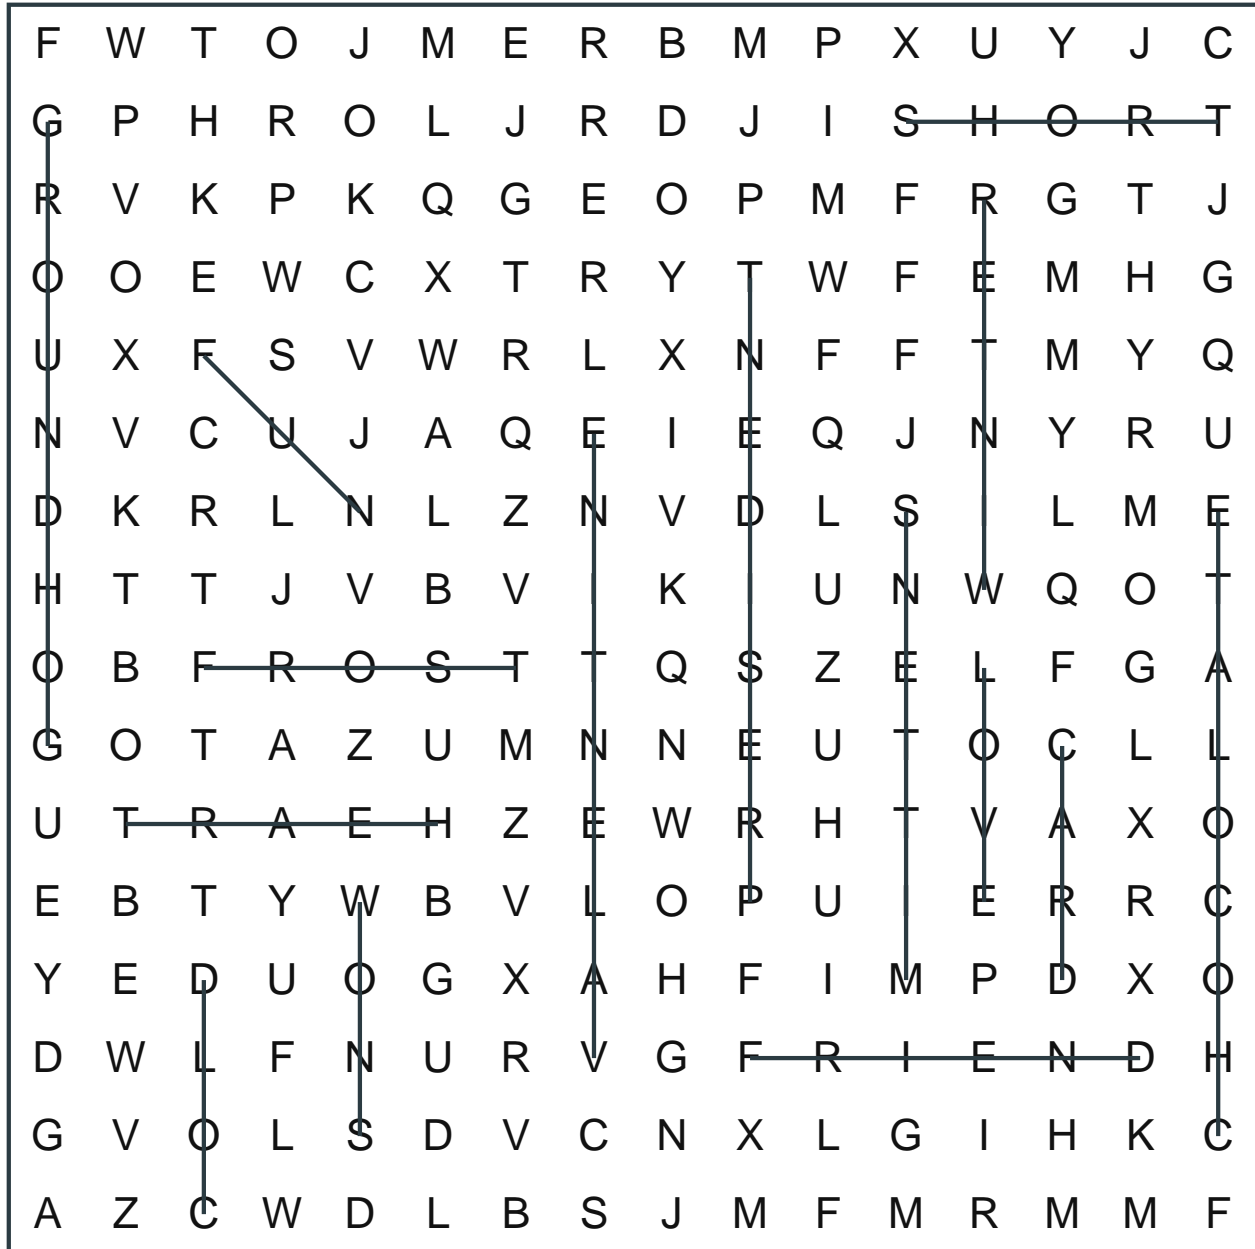 F W T O J M E R B M P X U Y J C
G P H R O L J R D J I S H O R T
R V K P K Q G E O P M F R G T J
O O E W C X T R Y T W F E M H G
U X F S V W R L X N F F T M Y Q
N V C U J A Q E I E Q J N Y R U
D K R L N L Z N V D L S I L M E
H T T J V B V I K I U N W Q O T
O B F R O S T T Q S Z E L F G A
G O T A Z U M N N E U T O C L L
U T R A E H Z E W R H T V A X O
E B T Y W B V L O P U I E R R C
Y E D U O G X A H F I M P D X O
D W L F N U R V G F R I E N D H
G V O L S D V C N X L G I H K C
A Z C W D L B S J M F M R M M F